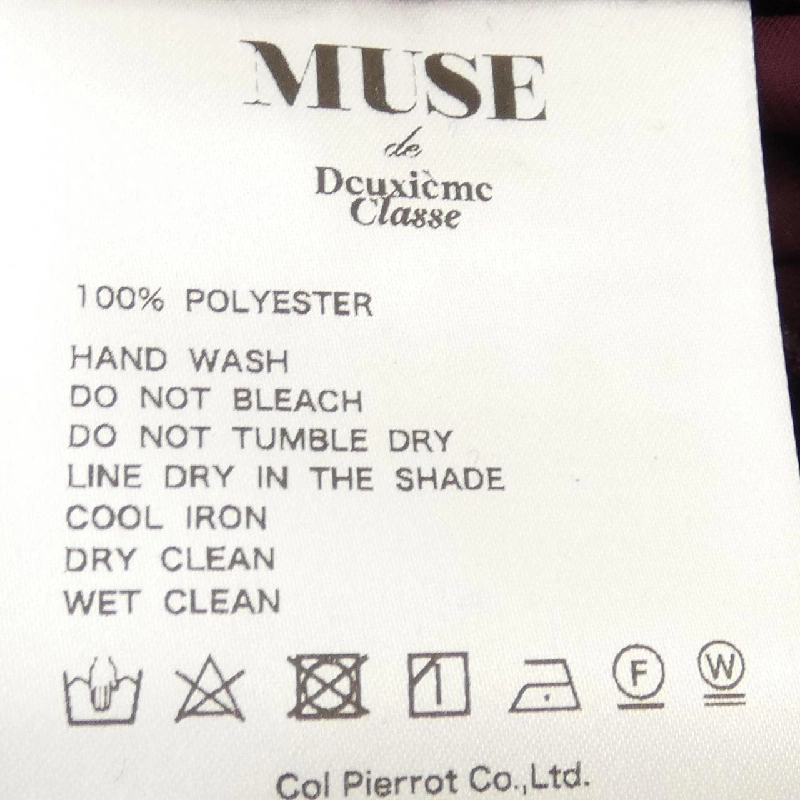 MUSE
de
Deuxième
Classe
100% POLYESTER
HAND WASH
DO NOT BLEACH
DO NOT TUMBLE DRY
LINE DRY IN THE SHADE
COOL IRON
DRY CLEAN
WET CLEAN
F W
Col Pierrot Co.,Ltd.